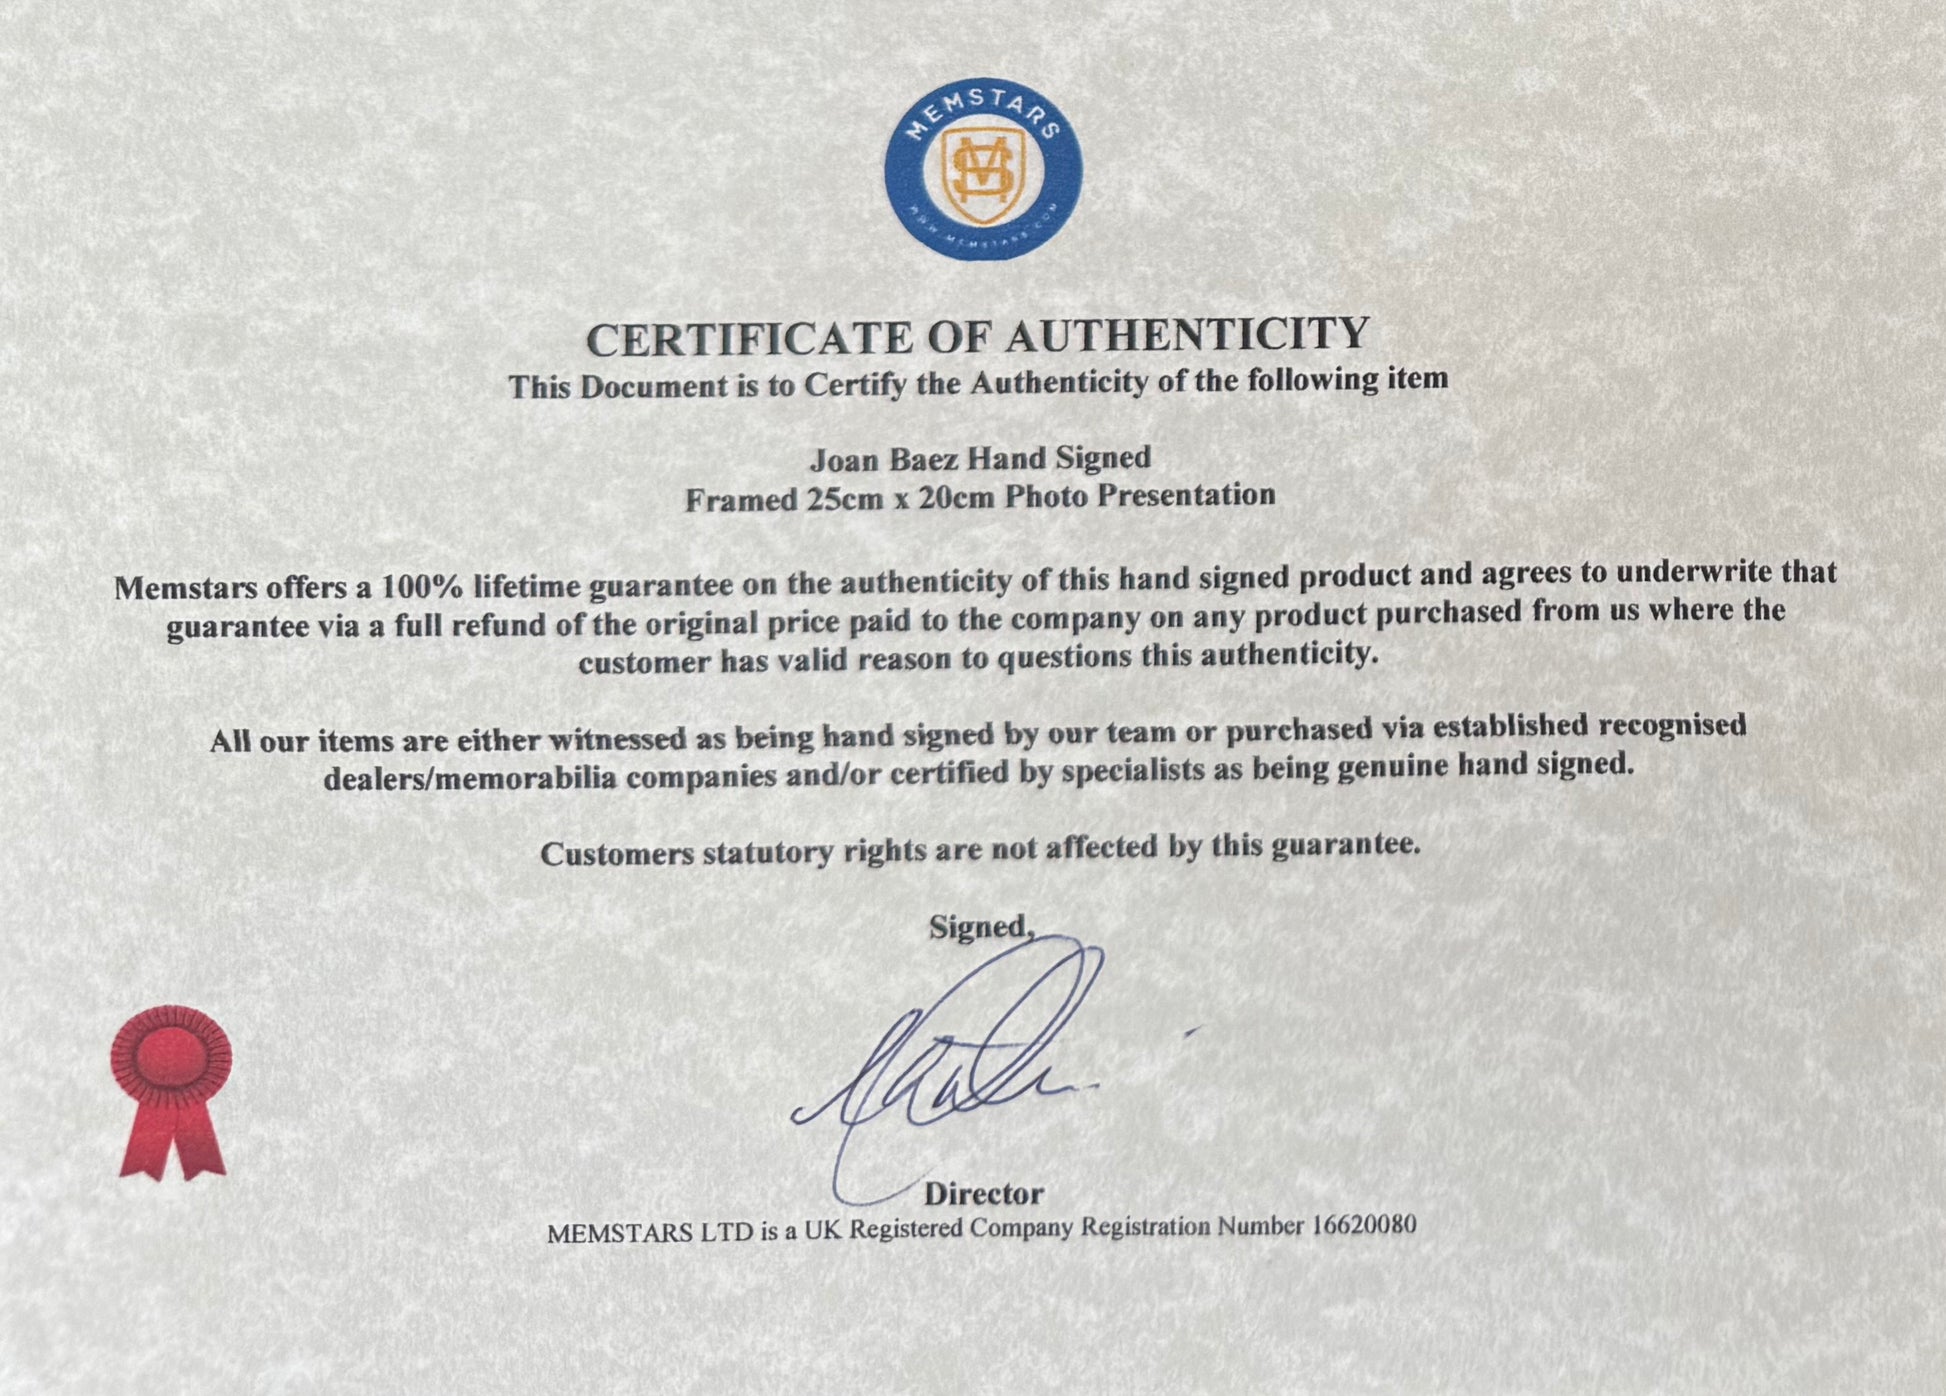 MEMSTARS
WWW.MEMSTARS.COM
CERTIFICATE OF AUTHENTICITY
This Document is to Certify the Authenticity of the following item
Joan Baez Hand Signed
Framed 25cm x 20cm Photo Presentation
Memstars offers a 100% lifetime guarantee on the authenticity of this hand signed product and agrees to underwrite that
guarantee via a full refund of the original price paid to the company on any product purchased from us where the
customer has valid reason to questions this authenticity.
All our items are either witnessed as being hand signed by our team or purchased via established recognised
dealers/memorabilia companies and/or certified by specialists as being genuine hand signed.
Customers statutory rights are not affected by this guarantee.
Signed,
Director
MEMSTARS LTD is a UK Registered Company Registration Number 16620080